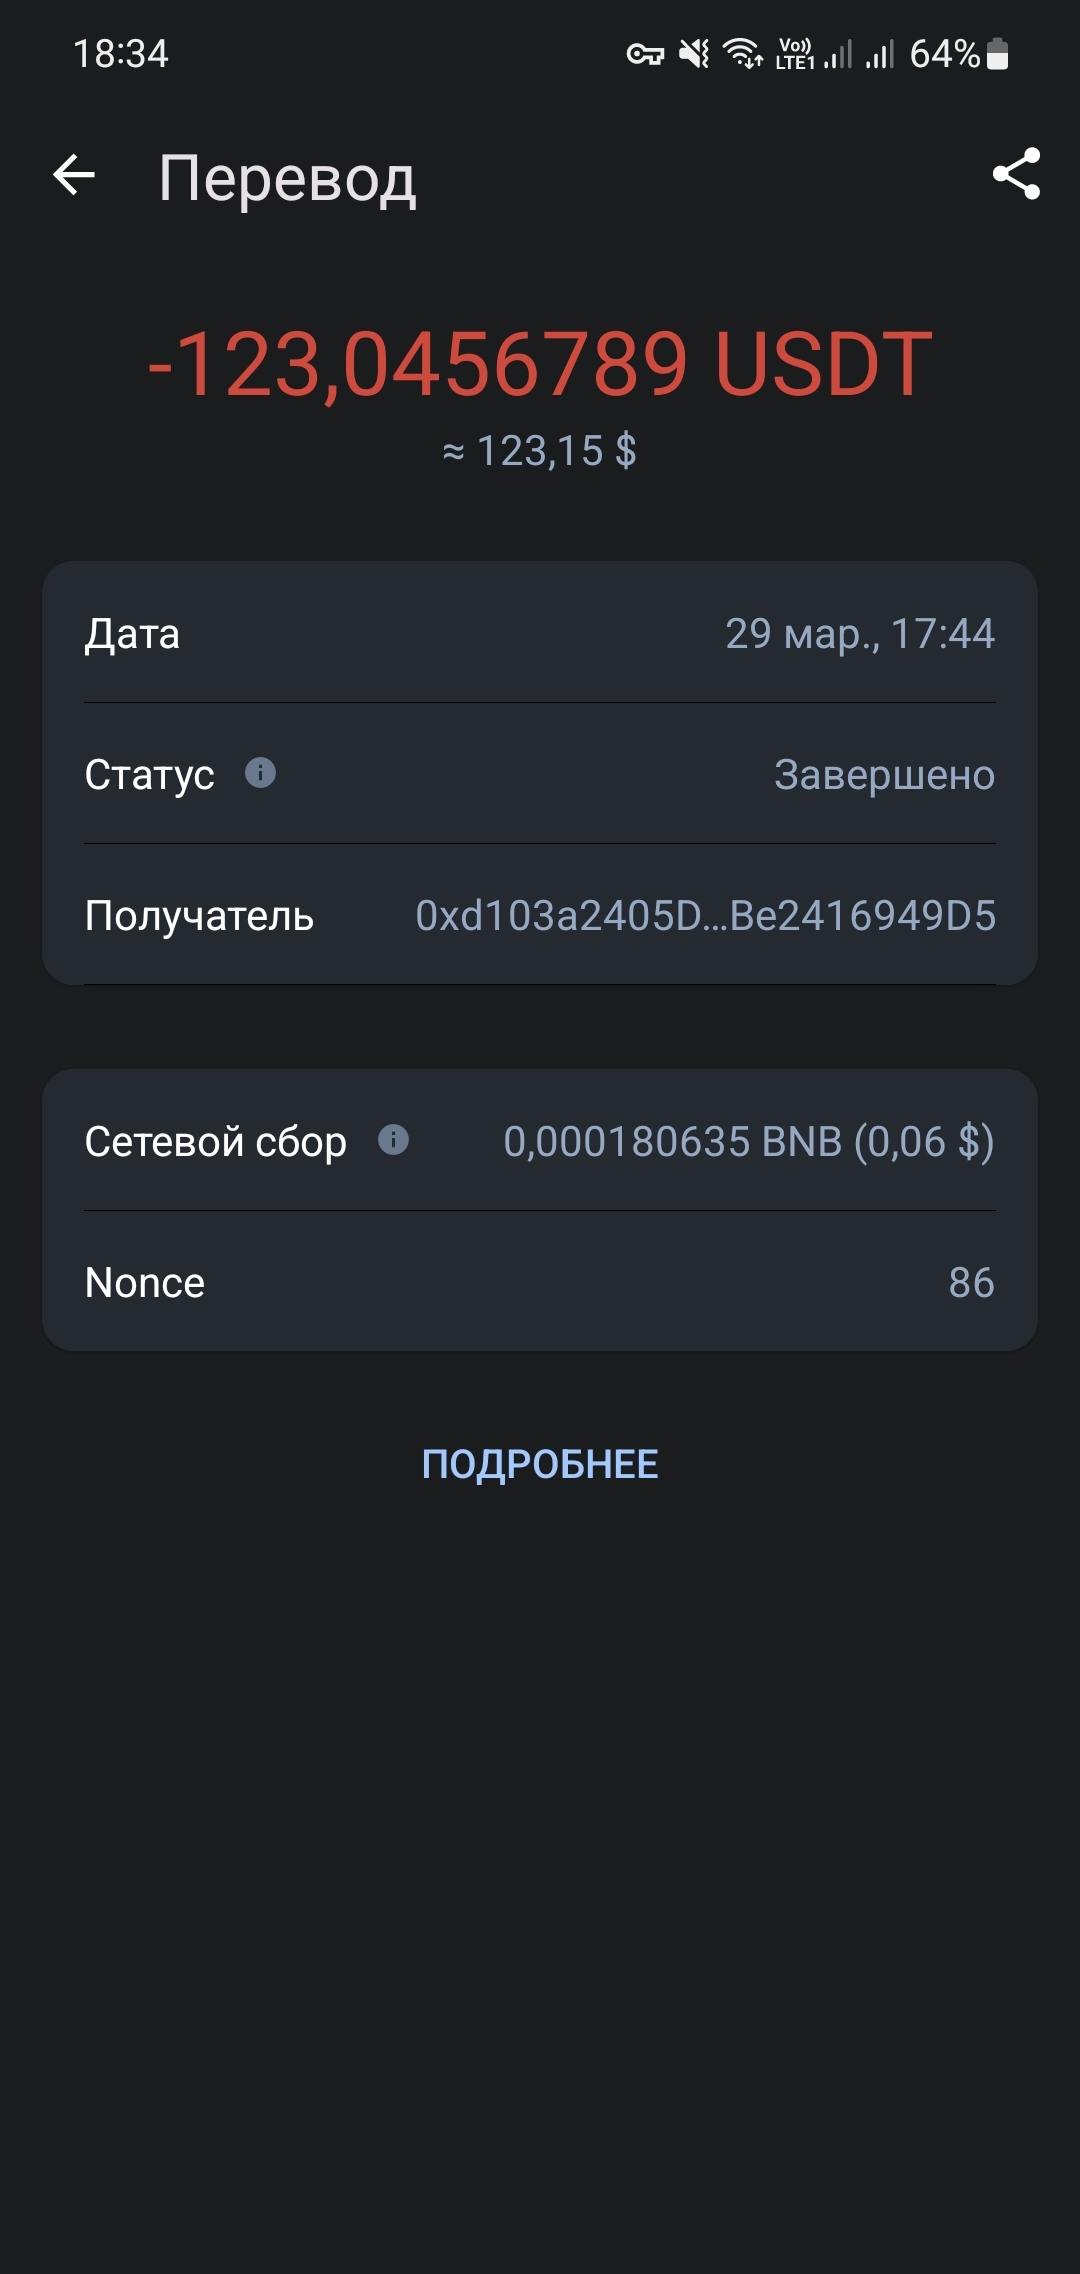 18:34 Vo)) LTE1 64%
Перевод
-123,0456789 USDT
≈ 123,15 $
Дата 29 мар., 17:44
Статус Завершено
Получатель 0xd103a2405D...Be2416949D5
Сетевой сбор 0,000180635 BNB (0,06 $)
Nonce 86
ПОДРОБНЕЕ